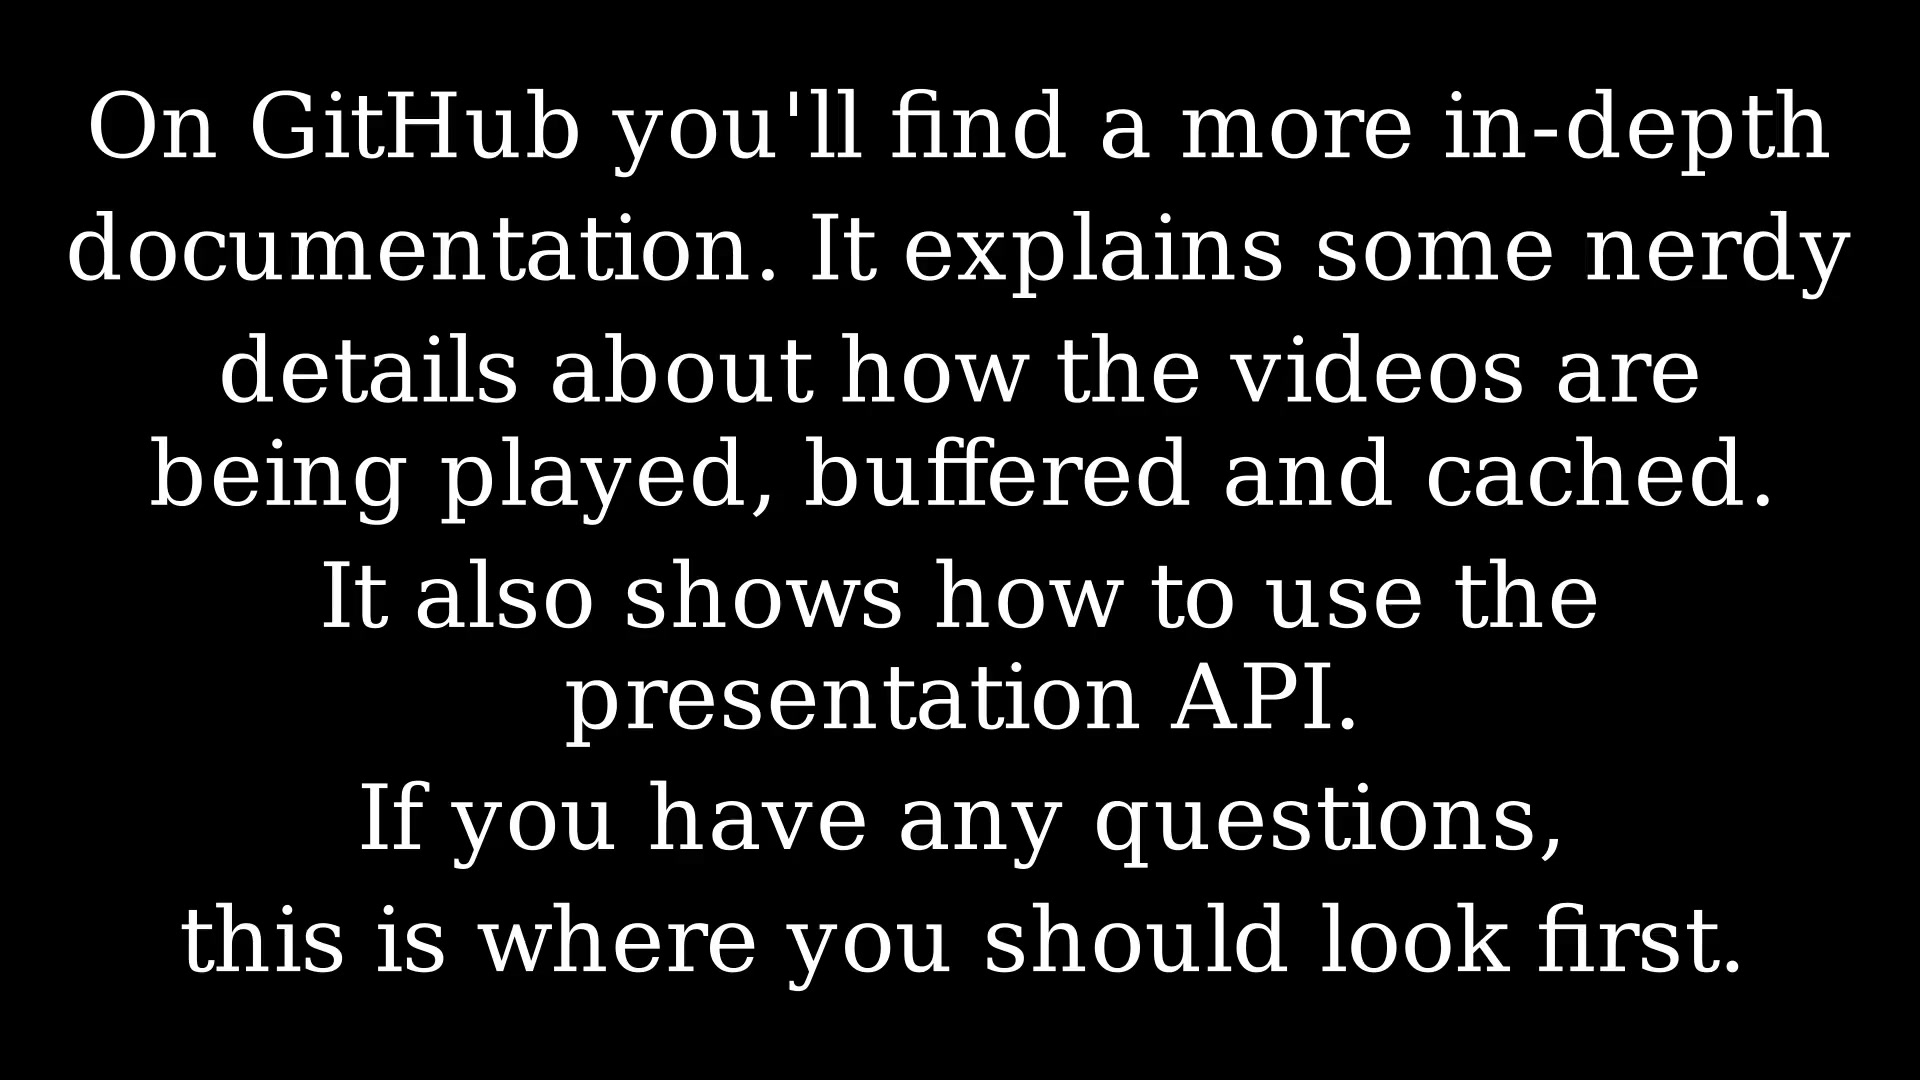 On GitHub you'll find a more in-depth
documentation. It explains some nerdy
details about how the videos are
being played, buffered and cached.
It also shows how to use the
presentation API.
If you have any questions,
this is where you should look first.